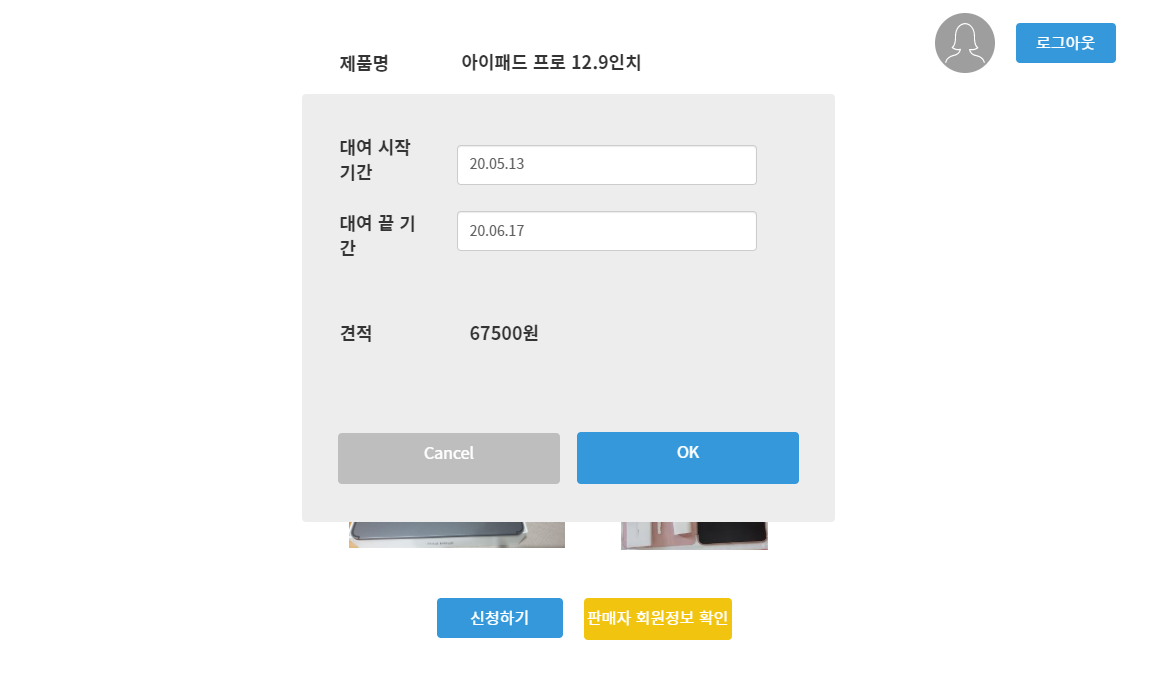 로그아웃
제품명 아이패드 프로 12.9인치
대여 시작
기간
20.05.13
대여 끝 기
간
20.06.17
견적 67500원
Cancel OK
신청하기 판매자 회원정보 확인